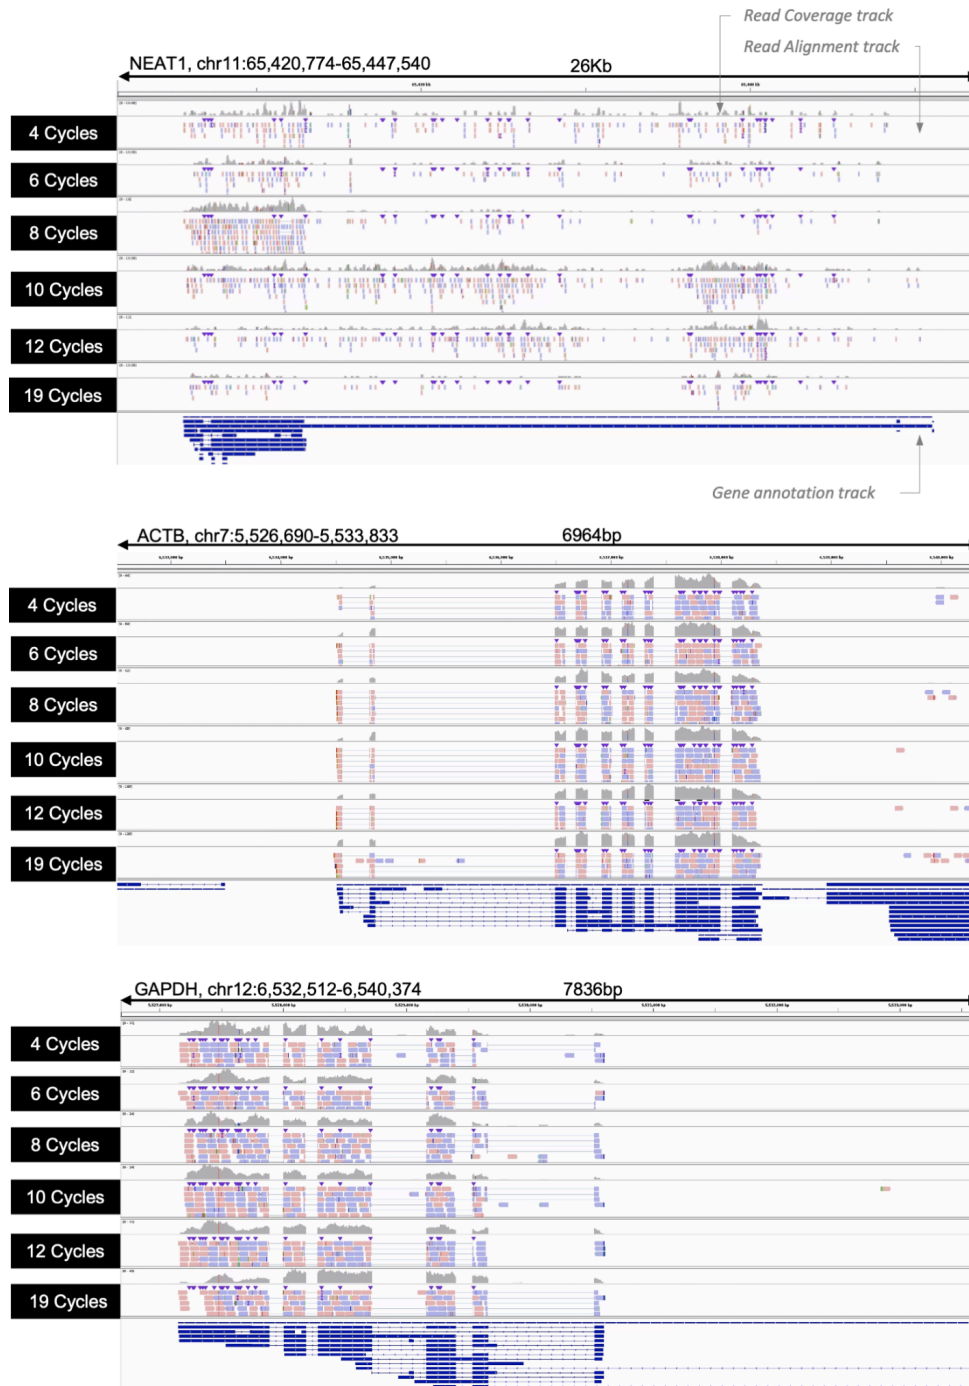 Read Coverage track
Read Alignment track
NEAT1, chr11:65,420,774-65,447,540
26Kb
4 Cycles
6 Cycles
8 Cycles
10 Cycles
12 Cycles
19 Cycles
Gene annotation track
ACTB, chr7:5,526,690-5,533,833
6964bp
4 Cycles
6 Cycles
8 Cycles
10 Cycles
12 Cycles
19 Cycles
GAPDH, chr12:6,532,512-6,540,374
7836bp
4 Cycles
6 Cycles
8 Cycles
10 Cycles
12 Cycles
19 Cycles